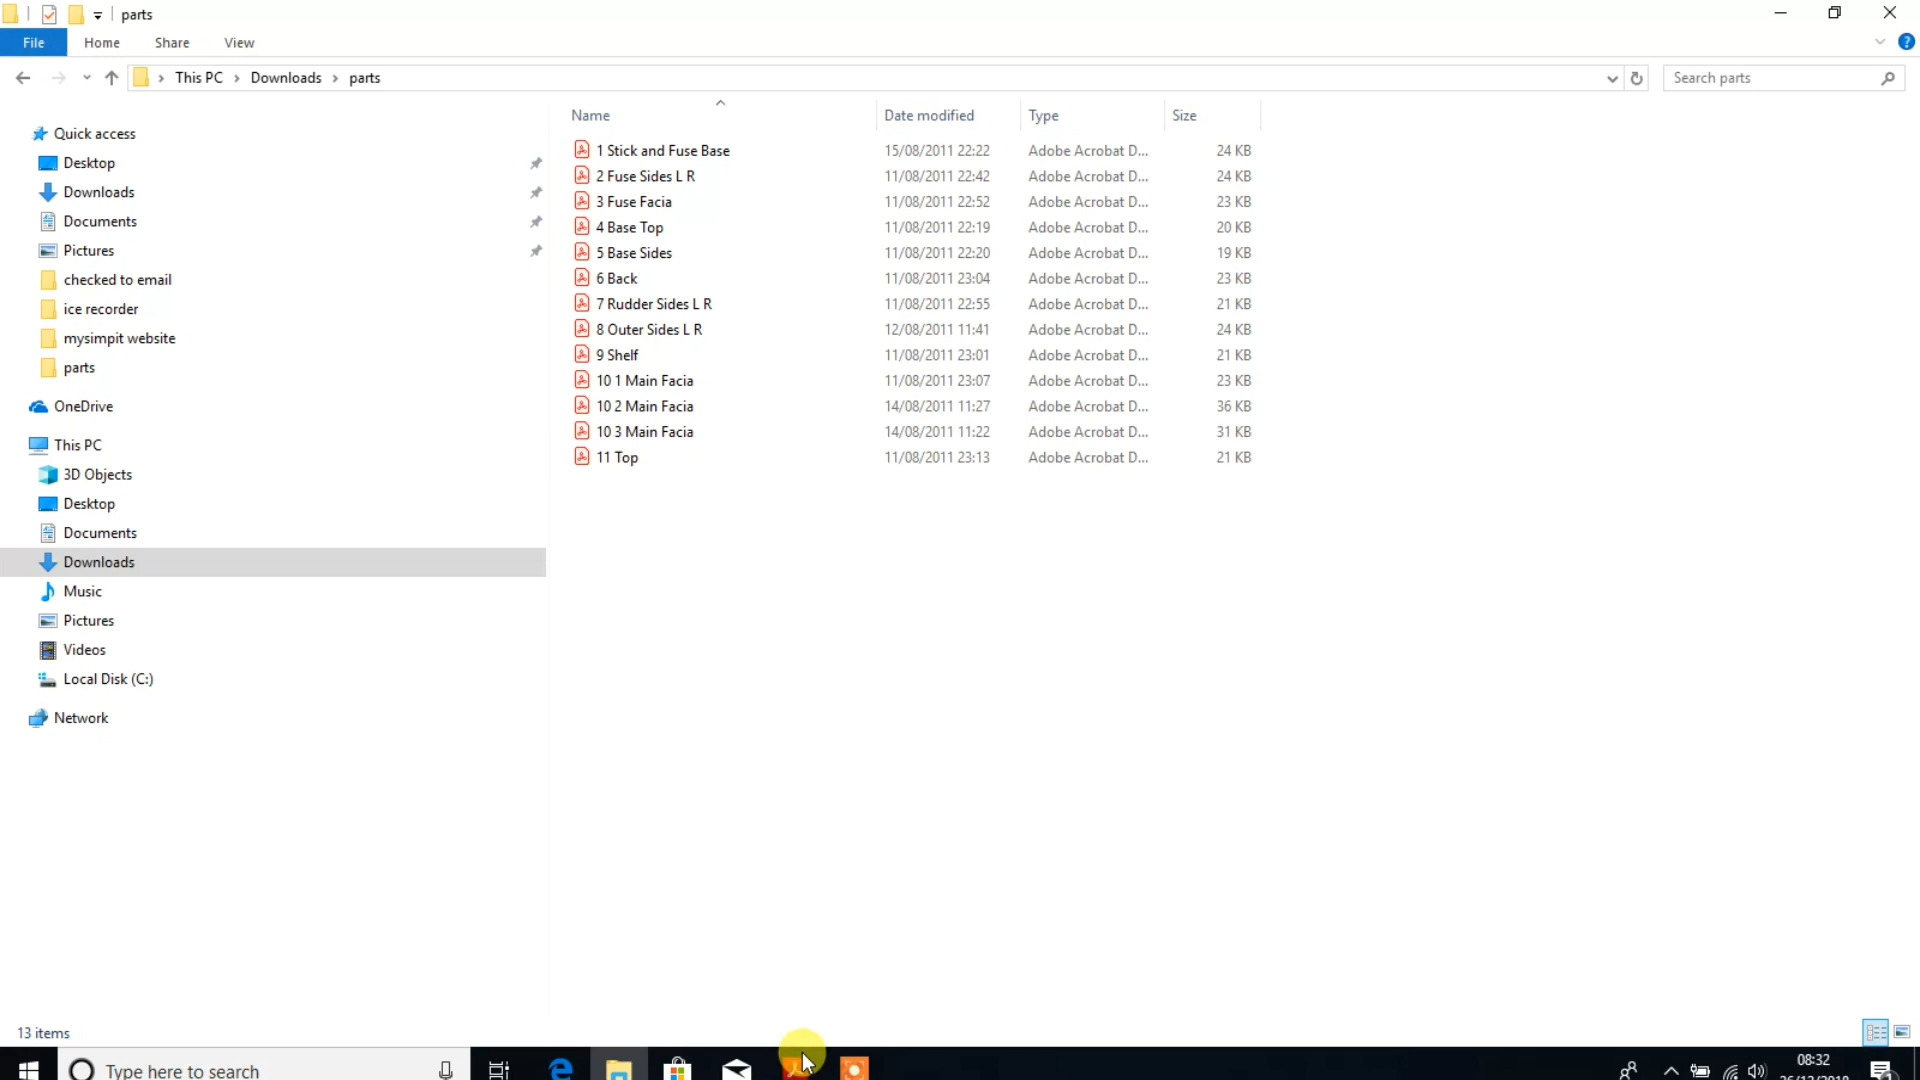 parts
File Home Share View
This PC Downloads parts
Search parts
Name Date modified Type Size
Quick access
Desktop
Downloads
Documents
Pictures
checked to email
ice recorder
mysimpit website
parts
OneDrive
This PC
3D Objects
Desktop
Documents
Downloads
Music
Pictures
Videos
Local Disk (C:)
Network
1 Stick and Fuse Base 15/08/2011 22:22 Adobe Acrobat D... 24 KB
2 Fuse Sides L R 11/08/2011 22:42 Adobe Acrobat D... 24 KB
3 Fuse Facia 11/08/2011 22:52 Adobe Acrobat D... 23 KB
4 Base Top 11/08/2011 22:19 Adobe Acrobat D... 20 KB
5 Base Sides 11/08/2011 22:20 Adobe Acrobat D... 19 KB
6 Back 11/08/2011 23:04 Adobe Acrobat D... 23 KB
7 Rudder Sides L R 11/08/2011 22:55 Adobe Acrobat D... 21 KB
8 Outer Sides L R 12/08/2011 11:41 Adobe Acrobat D... 24 KB
9 Shelf 11/08/2011 23:01 Adobe Acrobat D... 21 KB
10 1 Main Facia 11/08/2011 23:07 Adobe Acrobat D... 23 KB
10 2 Main Facia 14/08/2011 11:27 Adobe Acrobat D... 36 KB
10 3 Main Facia 14/08/2011 11:22 Adobe Acrobat D... 31 KB
11 Top 11/08/2011 23:13 Adobe Acrobat D... 21 KB
13 items
Type here to search
08:32